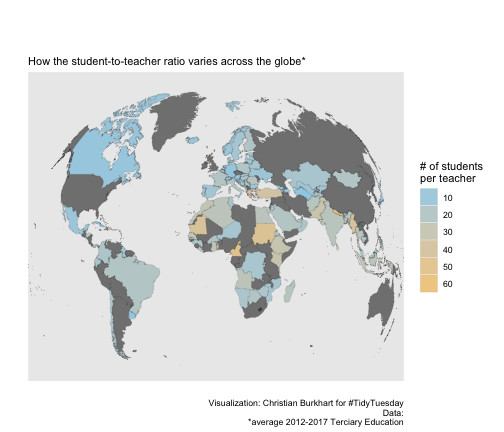 How the student-to-teacher ratio varies across the globe*
# of students
per teacher
10
20
30
40
50
60
Visualization: Christian Burkhart for #TidyTuesday
Data:
*average 2012-2017 Terciary Education